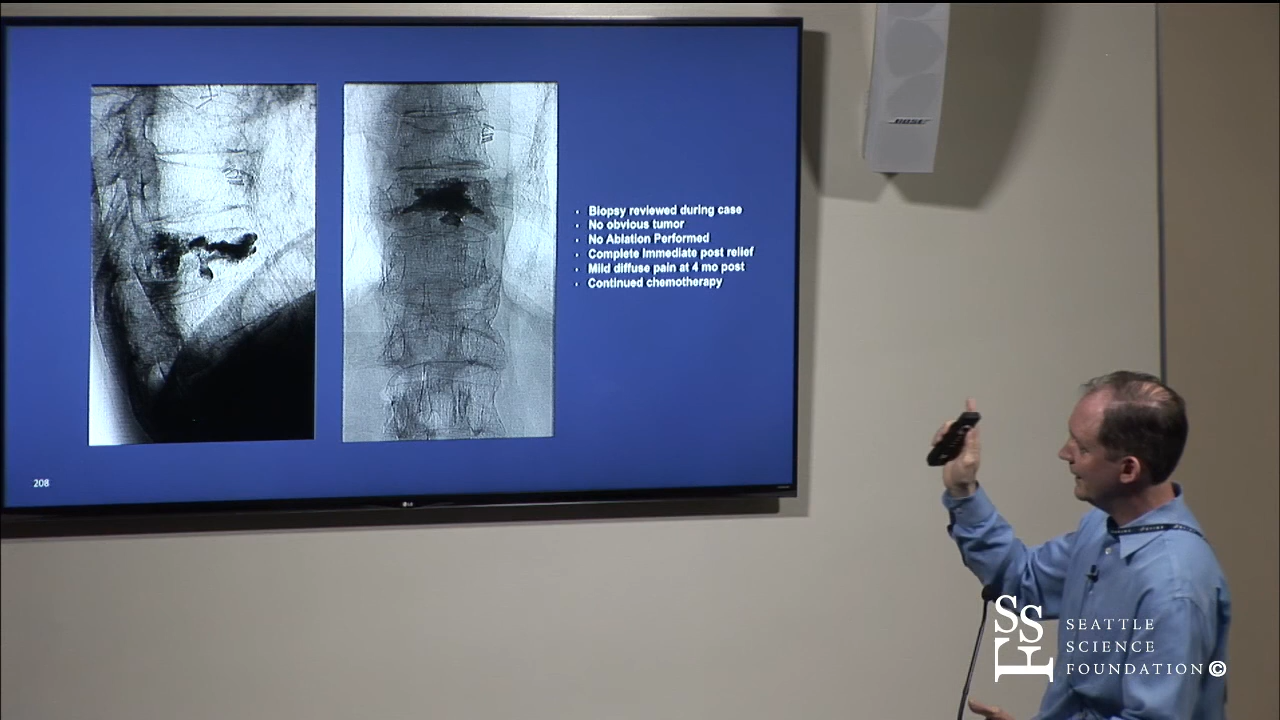 Biopsy reviewed during case
No obvious tumor
No Ablation Performed
Complete Immediate post relief
Mild diffuse pain at 4 mo post
Continued chemotherapy
208
LG
BOSE
SSF
SEATTLE
SCIENCE
FOUNDATION©